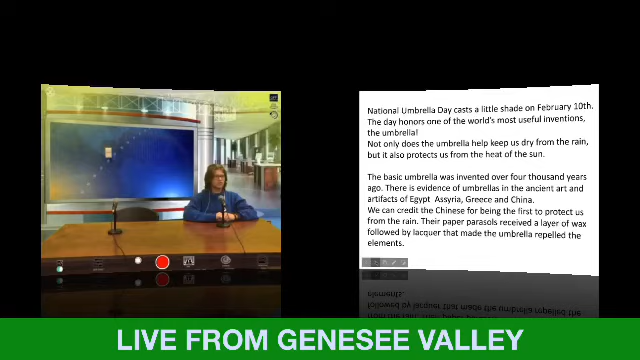 National Umbrella Day casts a little shade on February 10th.
The day honors one of the world's most useful inventions,
the umbrella!
Not only does the umbrella help keep us dry from the rain,
but it also protects us from the heat of the sun.
The basic umbrella was invented over four thousand years
ago. There is evidence of umbrellas in the ancient art and
artifacts of Egypt Assyria, Greece and China.
We can credit the Chinese for being the first to protect us
from the rain. Their paper parasols received a layer of wax
followed by lacquer that made the umbrella repelled the
elements.
LIVE FROM GENESEE VALLEY